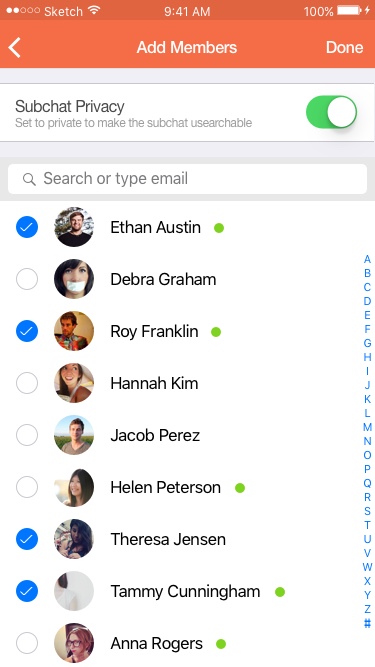 Sketch 9:41 AM 100%
Add Members Done
Subchat Privacy
Set to private to make the subchat usearchable
Search or type email
Ethan Austin
Debra Graham
Roy Franklin
Hannah Kim
Jacob Perez
Helen Peterson
Theresa Jensen
Tammy Cunningham
Anna Rogers
A
B
C
D
E
F
G
H
I
J
K
L
M
N
O
P
Q
R
S
T
U
V
W
X
Y
Z
#